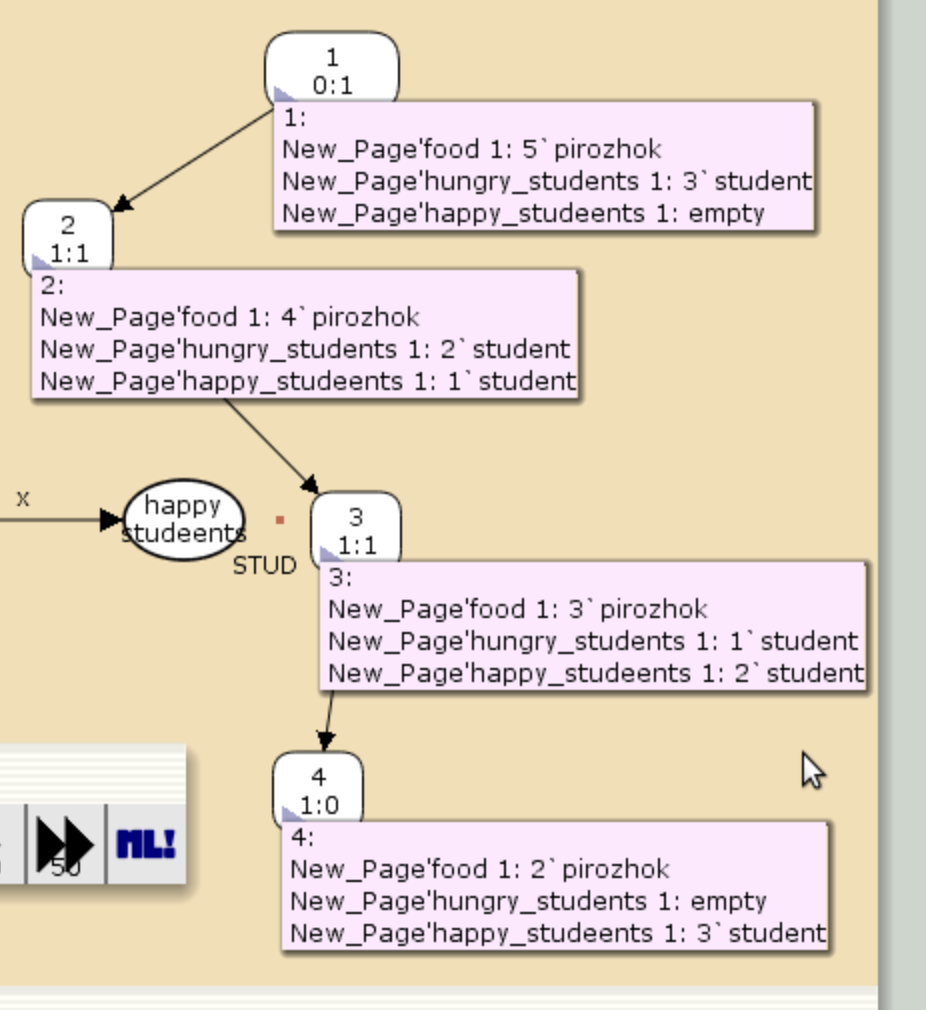 1
0:1
1:
New_Page'food 1: 5`pirozhok
New_Page'hungry_students 1: 3`student
New_Page'happy_studeents 1: empty
2
1:1
2:
New_Page'food 1: 4`pirozhok
New_Page'hungry_students 1: 2`student
New_Page'happy_studeents 1: 1`student
x
happy
studeents
STUD
3
1:1
3:
New_Page'food 1: 3`pirozhok
New_Page'hungry_students 1: 1`student
New_Page'happy_studeents 1: 2`student
4
1:0
4:
New_Page'food 1: 2`pirozhok
New_Page'hungry_students 1: empty
New_Page'happy_studeents 1: 3`student
50
ML!